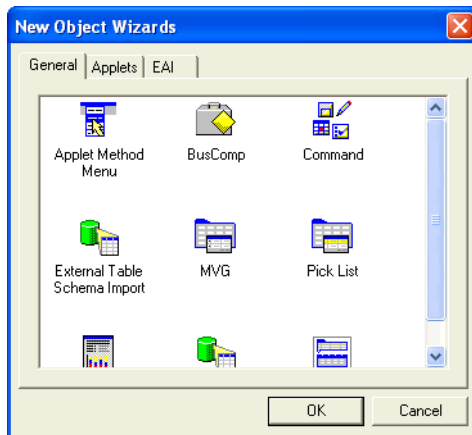 New Object Wizards
General Applets EAI
Applet Method
Menu
BusComp
Command
External Table
Schema Import
MVG
Pick List
OK Cancel